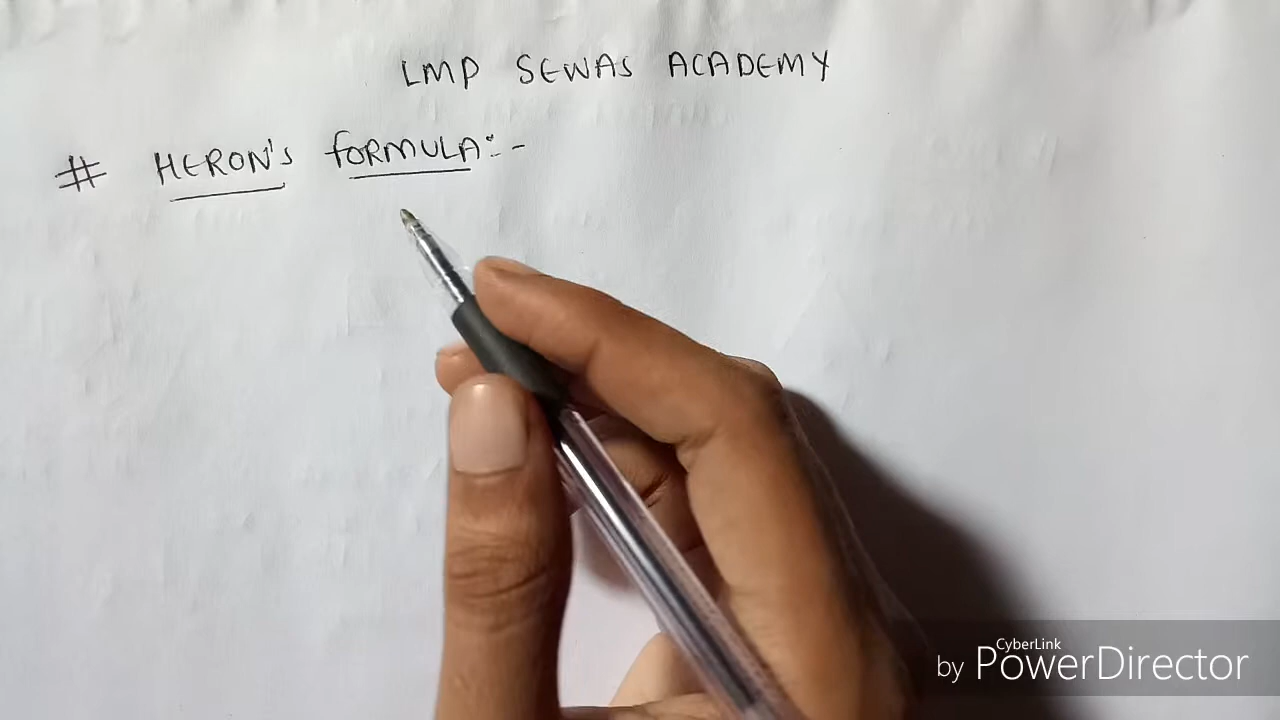 LMP SEWAS ACADEMY
# HERON's fORMULA:-
CyberLink
by PowerDirector